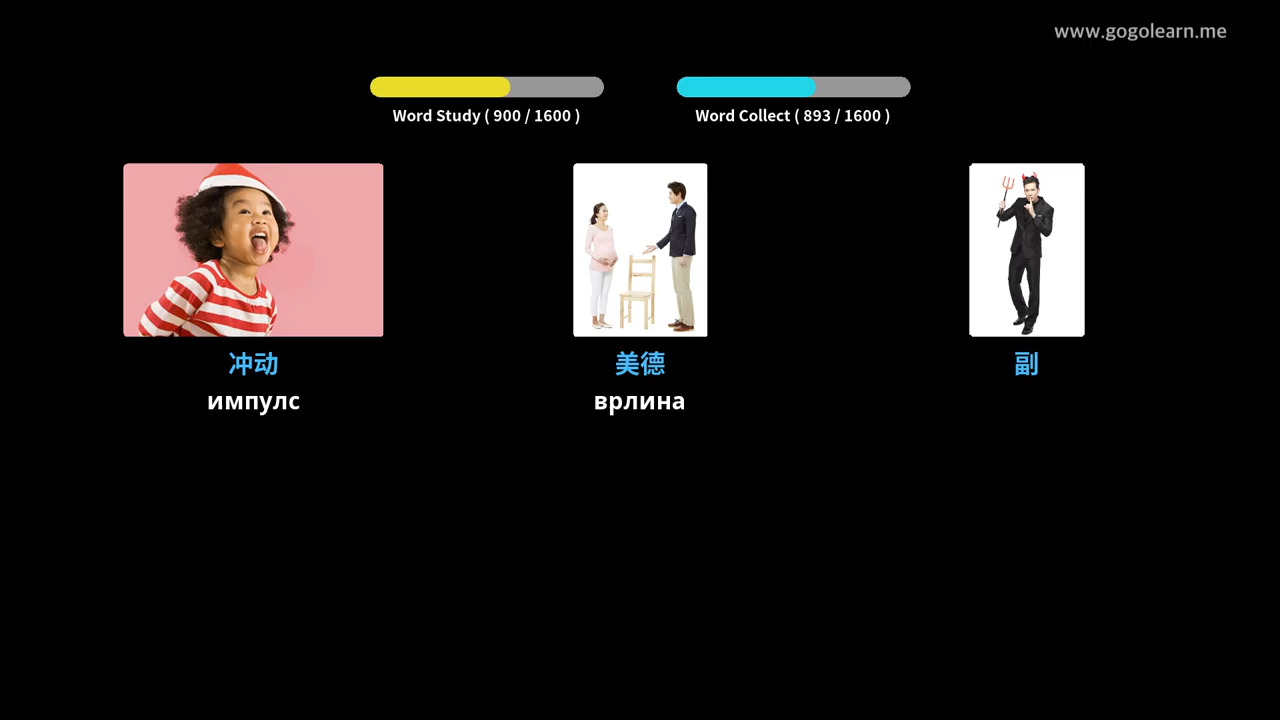 www.gogolearn.me
Word Study ( 900 / 1600 )
Word Collect ( 893 / 1600 )
冲动
импулс
美德
врлина
副